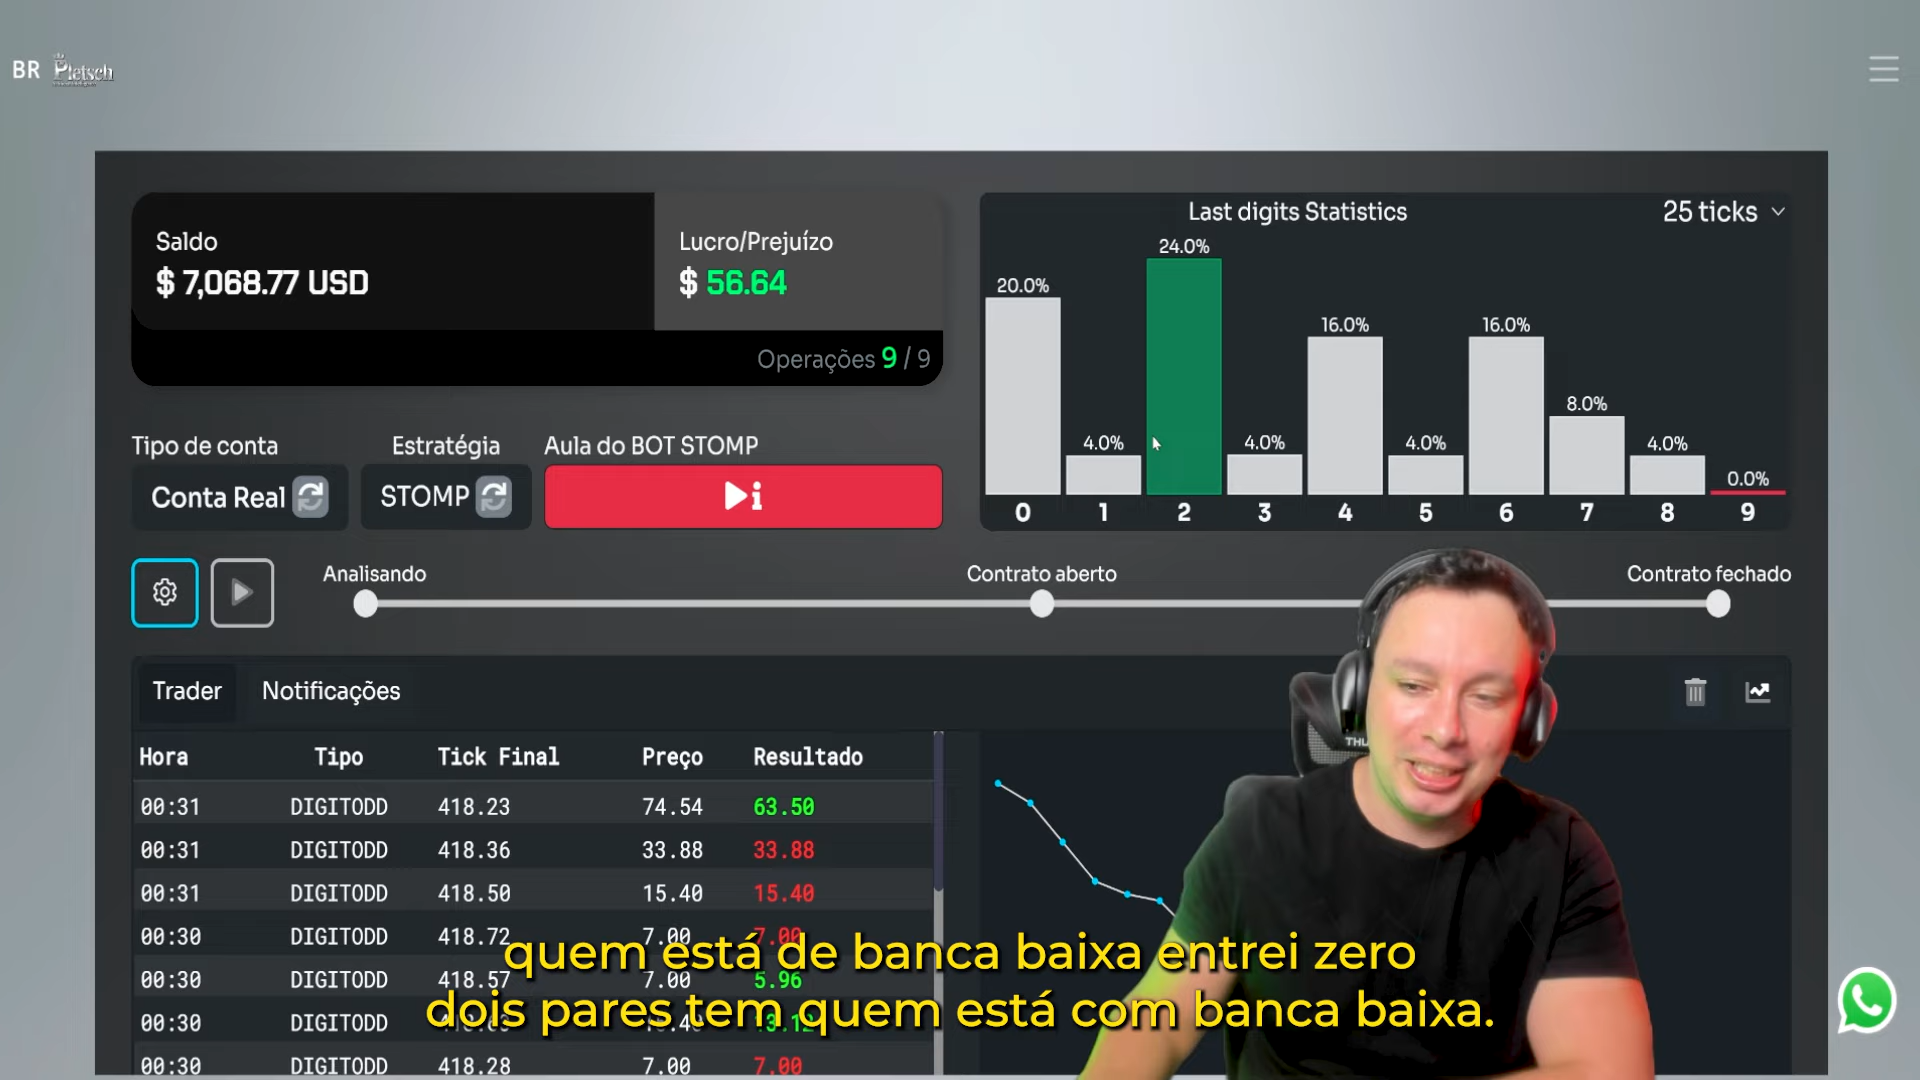 BR Pletsch
Saldo
$ 7,068.77 USD
Lucro/Prejuízo
$ 56.64
Operações 9 / 9
Last digits Statistics
25 ticks
20.0%
4.0%
24.0%
4.0%
16.0%
4.0%
16.0%
8.0%
4.0%
0.0%
0 1 2 3 4 5 6 7 8 9
Tipo de conta
Conta Real
Estratégia
STOMP
Aula do BOT STOMP
Analisando
Contrato aberto
Contrato fechado
Trader
Notificações
Hora Tipo Tick Final Preço Resultado
00:31 DIGITODD 418.23 74.54 63.50
00:31 DIGITODD 418.36 33.88 33.88
00:31 DIGITODD 418.50 15.40 15.40
00:30 DIGITODD 418.72 7.00 7.00
00:30 DIGITODD 418.57 7.00 5.96
00:30 DIGITODD
00:30 DIGITODD 418.28 7.00 7.00
quem está de banca baixa entrei zero
dois pares tem quem está com banca baixa.